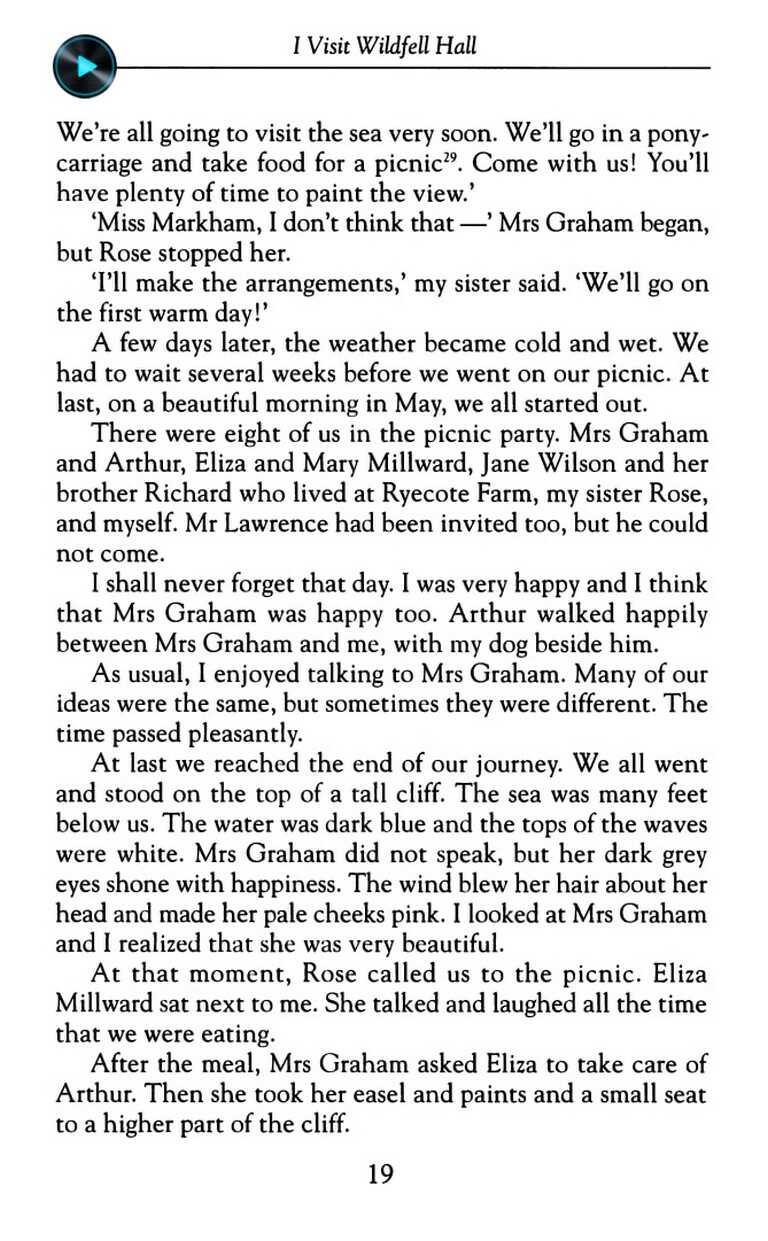 I Visit Wildfell Hall
We're all going to visit the sea very soon. We'll go in a pony-
carriage and take food for a picnic²⁹. Come with us! You'll
have plenty of time to paint the view.'
'Miss Markham, I don't think that —' Mrs Graham began,
but Rose stopped her.
'I'll make the arrangements,' my sister said. 'We'll go on
the first warm day!'
A few days later, the weather became cold and wet. We
had to wait several weeks before we went on our picnic. At
last, on a beautiful morning in May, we all started out.
There were eight of us in the picnic party. Mrs Graham
and Arthur, Eliza and Mary Millward, Jane Wilson and her
brother Richard who lived at Ryecote Farm, my sister Rose,
and myself. Mr Lawrence had been invited too, but he could
not come.
I shall never forget that day. I was very happy and I think
that Mrs Graham was happy too. Arthur walked happily
between Mrs Graham and me, with my dog beside him.
As usual, I enjoyed talking to Mrs Graham. Many of our
ideas were the same, but sometimes they were different. The
time passed pleasantly.
At last we reached the end of our journey. We all went
and stood on the top of a tall cliff. The sea was many feet
below us. The water was dark blue and the tops of the waves
were white. Mrs Graham did not speak, but her dark grey
eyes shone with happiness. The wind blew her hair about her
head and made her pale cheeks pink. I looked at Mrs Graham
and I realized that she was very beautiful.
At that moment, Rose called us to the picnic. Eliza
Millward sat next to me. She talked and laughed all the time
that we were eating.
After the meal, Mrs Graham asked Eliza to take care of
Arthur. Then she took her easel and paints and a small seat
to a higher part of the cliff.
19